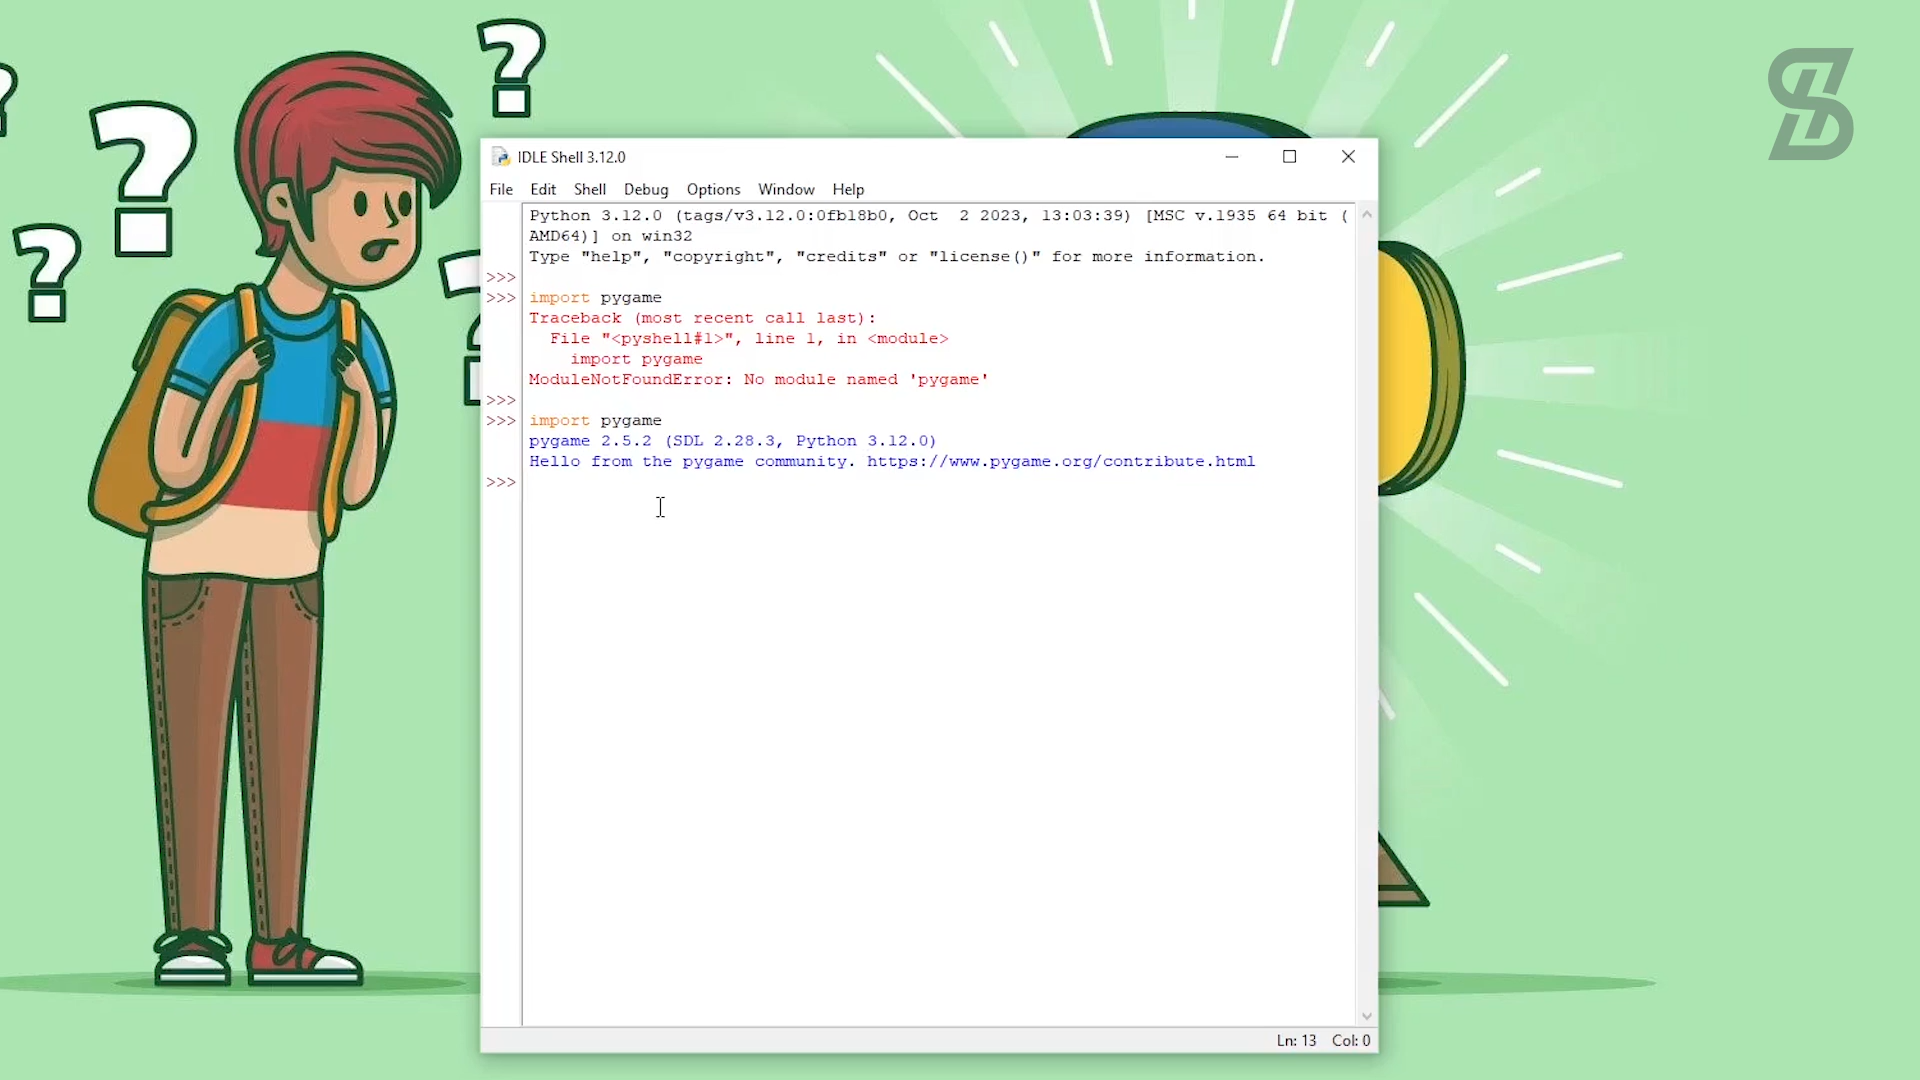 IDLE Shell 3.12.0
File Edit Shell Debug Options Window Help
Python 3.12.0 (tags/v3.12.0:0fb18b0, Oct  2 2023, 13:03:39) [MSC v.1935 64 bit (
AMD64)] on win32
Type "help", "copyright", "credits" or "license()" for more information.
>>>
>>> import pygame
Traceback (most recent call last):
  File "<pyshell#1>", line 1, in <module>
    import pygame
ModuleNotFoundError: No module named 'pygame'
>>>
>>> import pygame
pygame 2.5.2 (SDL 2.28.3, Python 3.12.0)
Hello from the pygame community. https://www.pygame.org/contribute.html
>>>
Ln: 13 Col: 0
? ? ?